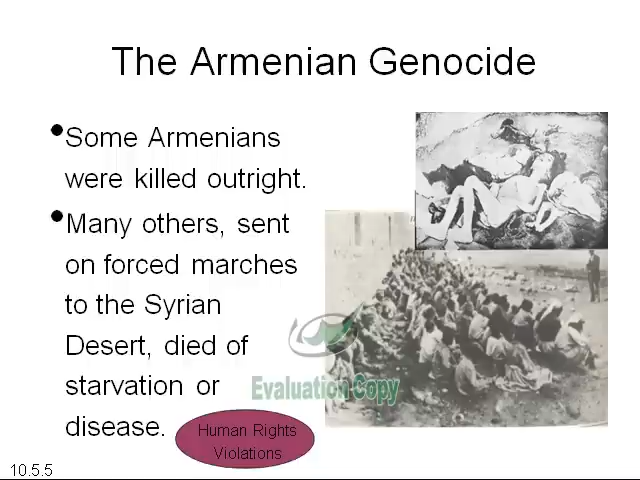 The Armenian Genocide
• Some Armenians
were killed outright.
• Many others, sent
on forced marches
to the Syrian
Desert, died of
starvation or
disease.
Evaluation Copy
Human Rights
Violations
10.5.5